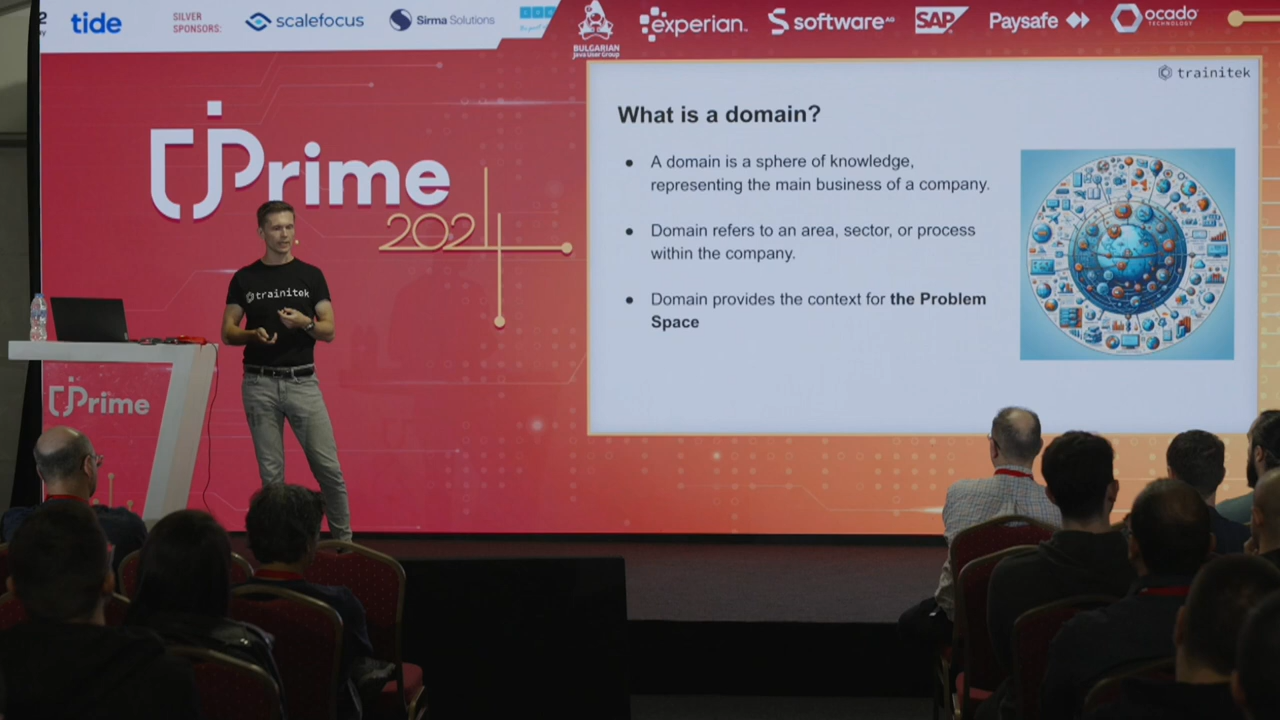 tide
SILVER
SPONSORS:
scalefocus
Sirma Solutions
BULGARIAN
Java User Group
experian.
software AG
SAP
Paysafe
ocado
TECHNOLOGY
jPrime
2024
trainitek
What is a domain?
● A domain is a sphere of knowledge,
representing the main business of a company.
● Domain refers to an area, sector, or process
within the company.
● Domain provides the context for the Problem
Space
trainitek
jPrime